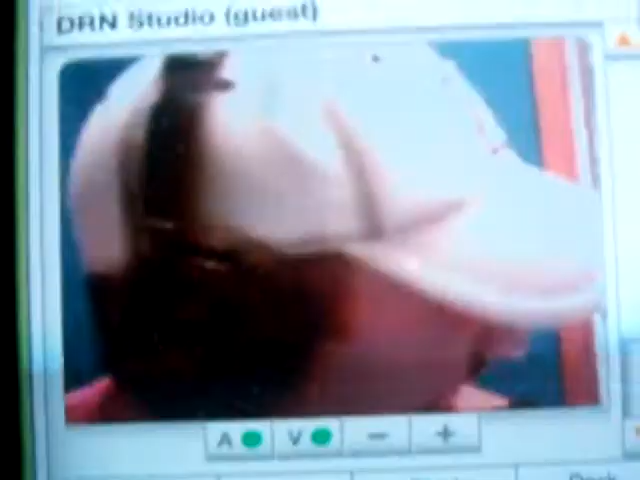 DRN Studio (guest)
A V − +